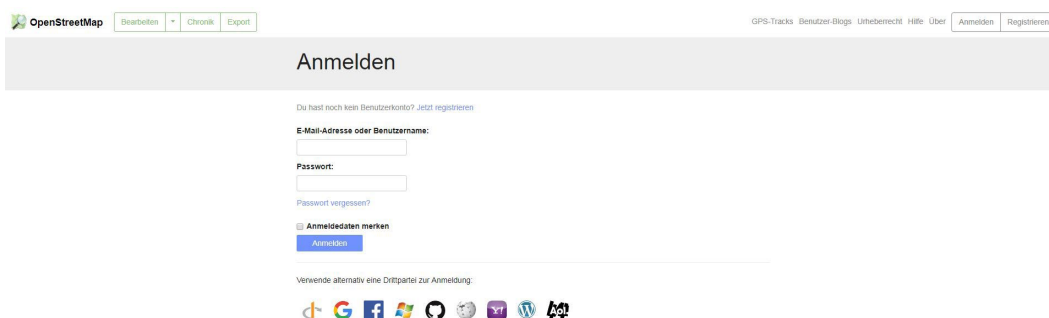 OpenStreetMap Bearbeiten Chronik Export GPS-Tracks Benutzer-Blogs Urheberrecht Hilfe Über Anmelden Registrieren
Anmelden
Du hast noch kein Benutzerkonto? Jetzt registrieren
E-Mail-Adresse oder Benutzername:
Passwort:
Passwort vergessen?
Anmeldedaten merken
Anmelden
Verwende alternativ eine Drittpartei zur Anmeldung:
G f Y! W Aol